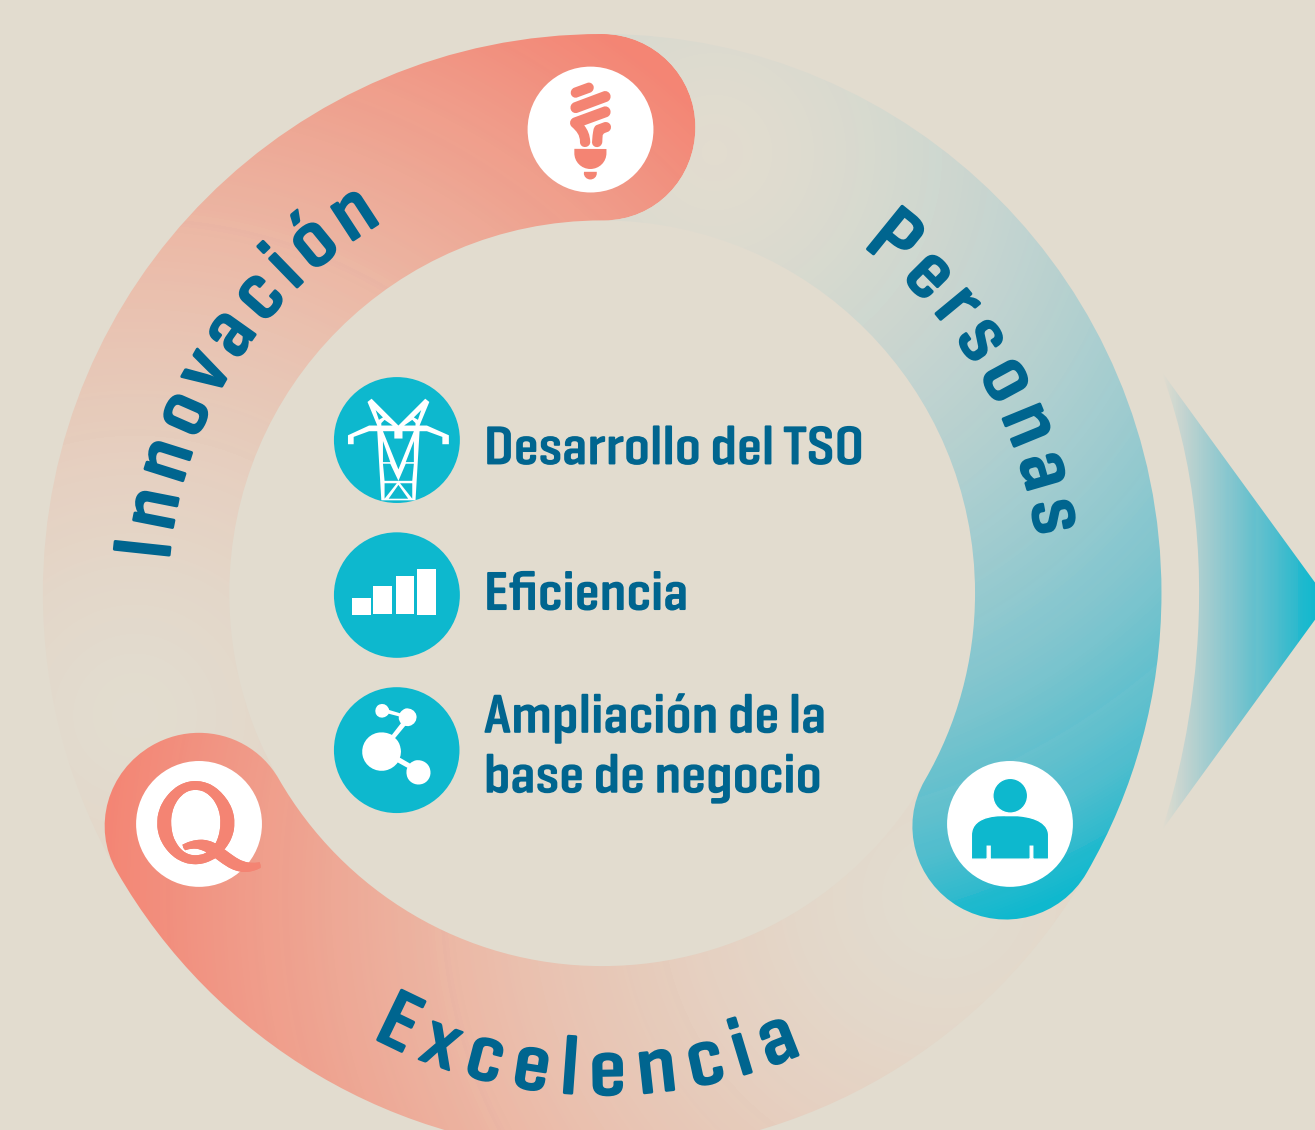 Innovación
Personas
Desarrollo del TSO
Eficiencia
Ampliación de la
base de negocio
Q
Excelencia